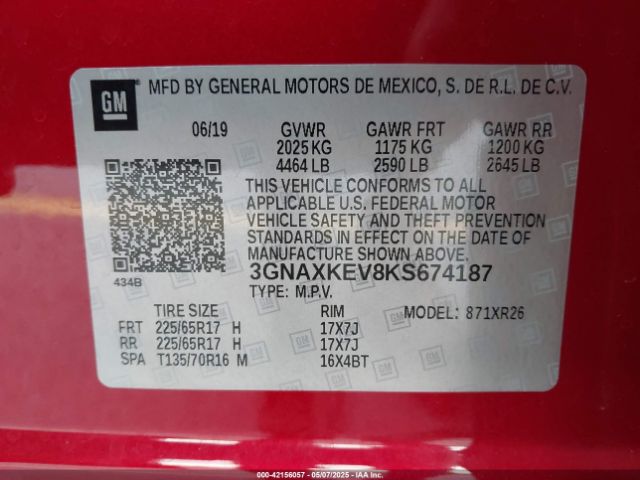 GM
MFD BY GENERAL MOTORS DE MEXICO, S. DE R.L. DE C.V.
06/19 GVWR GAWR FRT GAWR RR
2025 KG 1175 KG 1200 KG
4464 LB 2590 LB 2645 LB
THIS VEHICLE CONFORMS TO ALL
APPLICABLE U.S. FEDERAL MOTOR
VEHICLE SAFETY AND THEFT PREVENTION
STANDARDS IN EFFECT ON THE DATE OF
MANUFACTURE SHOWN ABOVE.
434B 3GNAXKEV8KS674187
TYPE: M.P.V.
TIRE SIZE RIM MODEL: 871XR26
FRT 225/65R17 H 17X7J
RR 225/65R17 H 17X7J
SPA T135/70R16 M 16X4BT
000-42156057 - 05/07/2025 - IAAI.COM